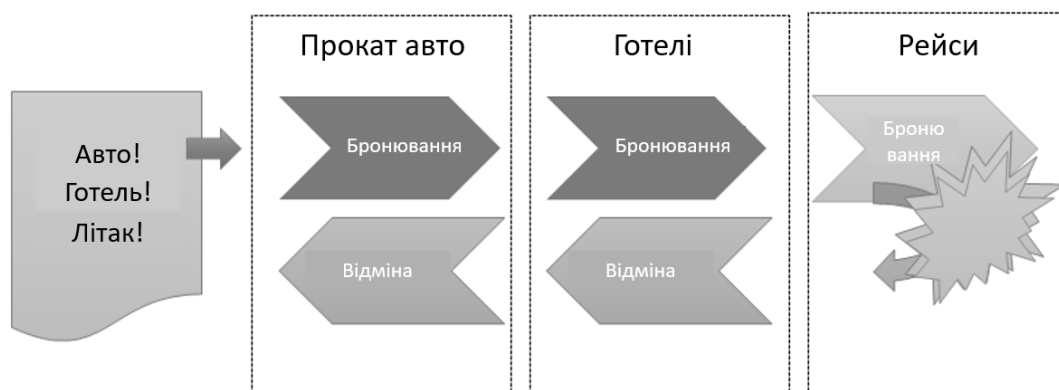 Прокат авто
Готелі
Рейси
Авто!
Готель!
Літак!
Бронювання
Бронювання
Броню
вання
Відміна
Відміна